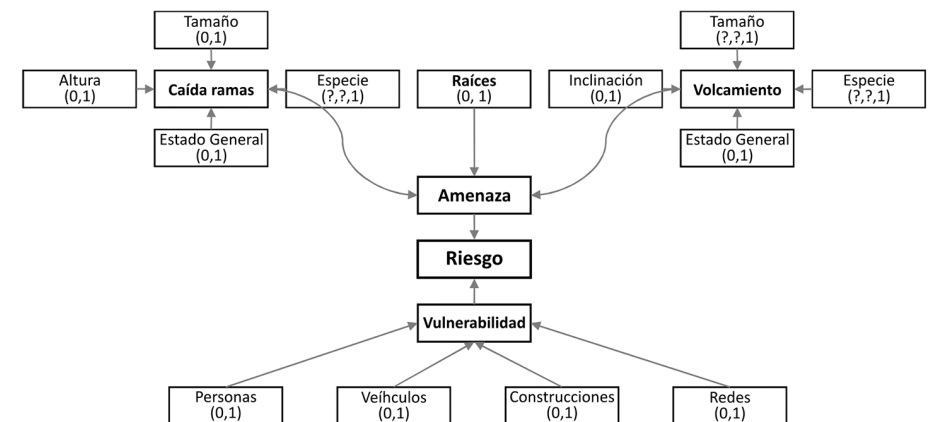 Tamaño
(0,1)
Tamaño
(?,?,1)
Altura
(0,1)
Caída ramas
Especie
(?,?,1)
Raíces
(0, 1)
Inclinación
(0,1)
Volcamiento
Especie
(?,?,1)
Estado General
(0,1)
Estado General
(0,1)
Amenaza
Riesgo
Vulnerabilidad
Personas
(0,1)
Veíhculos
(0,1)
Construcciones
(0,1)
Redes
(0,1)